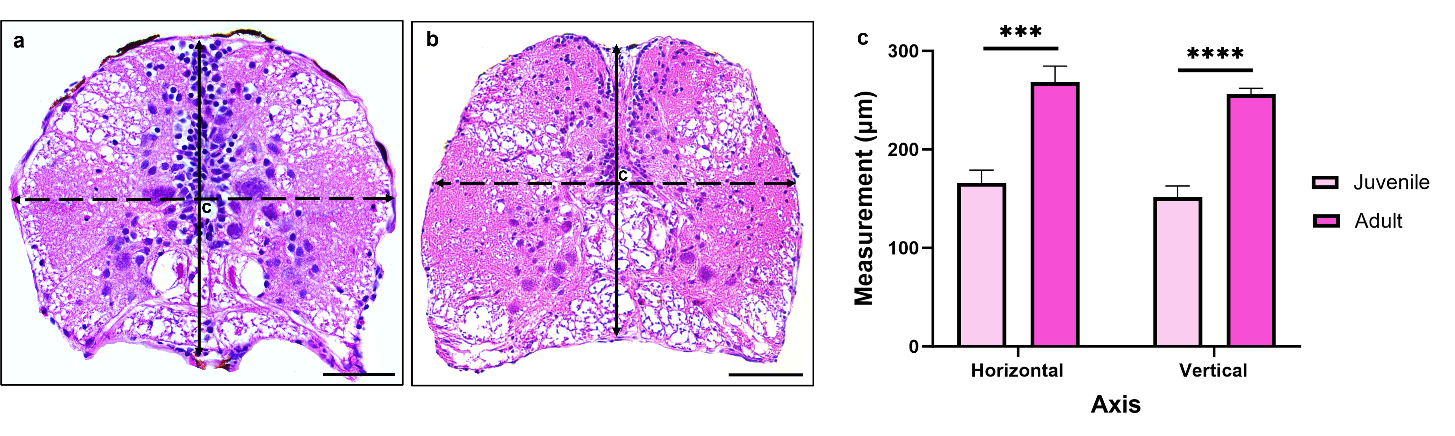 a
c
b
c
c
Measurement (µm)
300
200
100
0
***
****
Horizontal
Vertical
Axis
Juvenile
Adult